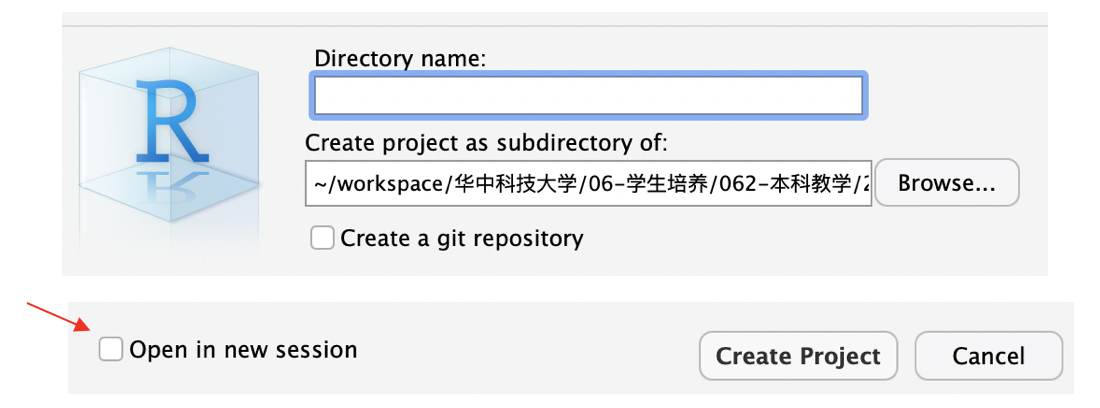 R
Directory name:
Create project as subdirectory of:
~/workspace/华中科技大学/06-学生培养/062-本科教学/2
Browse...
Create a git repository
Open in new session
Create Project
Cancel